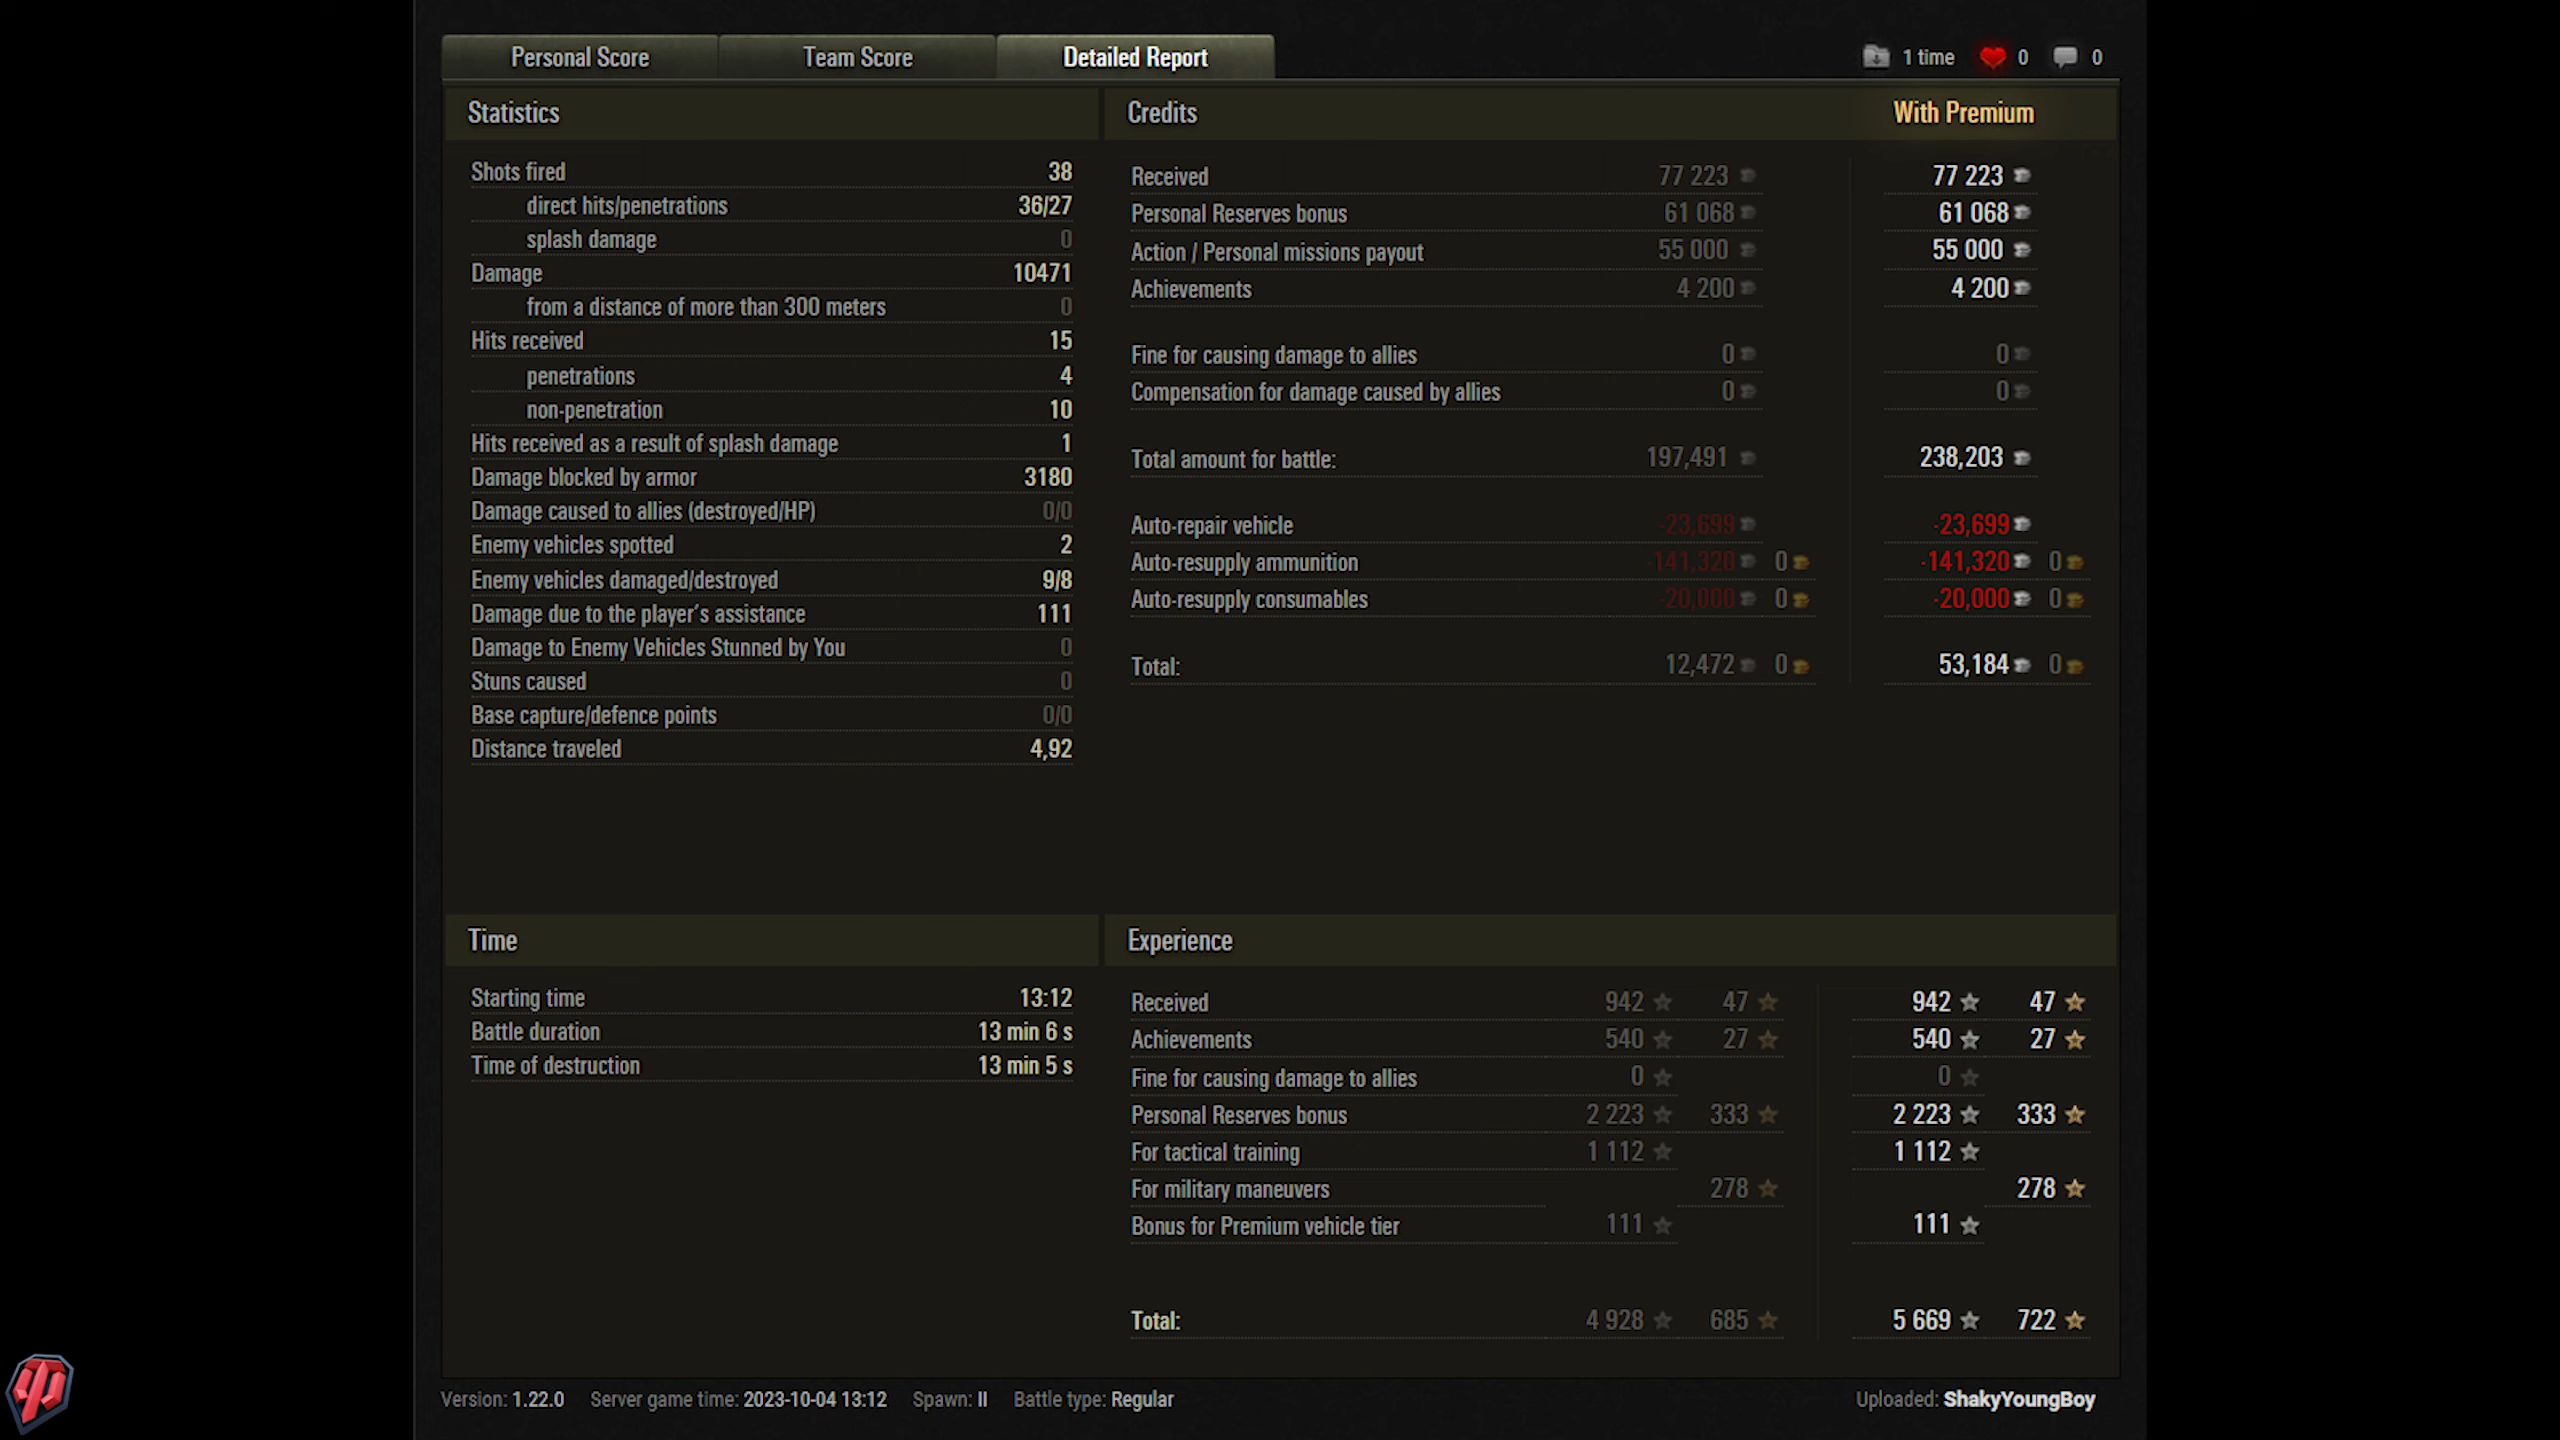 Personal Score Team Score Detailed Report 1 time 0 0
Statistics
Shots fired 38
direct hits/penetrations 36/27
splash damage 0
Damage 10471
from a distance of more than 300 meters 0
Hits received 15
penetrations 4
non-penetration 10
Hits received as a result of splash damage 1
Damage blocked by armor 3180
Damage caused to allies (destroyed/HP) 0/0
Enemy vehicles spotted 2
Enemy vehicles damaged/destroyed 9/8
Damage due to the player's assistance 111
Damage to Enemy Vehicles Stunned by You 0
Stuns caused 0
Base capture/defence points 0/0
Distance traveled 4,92
Credits With Premium
Received 77 223 77 223
Personal Reserves bonus 61 068 61 068
Action / Personal missions payout 55 000 55 000
Achievements 4 200 4 200
Fine for causing damage to allies 0 0
Compensation for damage caused by allies 0 0
Total amount for battle: 197,491 238,203
Auto-repair vehicle -23,699 -23,699
Auto-resupply ammunition -141,320 0 -141,320 0
Auto-resupply consumables -20,000 0 -20,000 0
Total: 12,472 0 53,184 0
Time
Starting time 13:12
Battle duration 13 min 6 s
Time of destruction 13 min 5 s
Experience
Received 942 47 942 47
Achievements 540 27 540 27
Fine for causing damage to allies 0 0
Personal Reserves bonus 2 223 333 2 223 333
For tactical training 1 112 1 112
For military maneuvers 278 278
Bonus for Premium vehicle tier 111 111
Total: 4 928 685 5 669 722
Version: 1.22.0 Server game time: 2023-10-04 13:12 Spawn: II Battle type: Regular Uploaded: ShakyYoungBoy